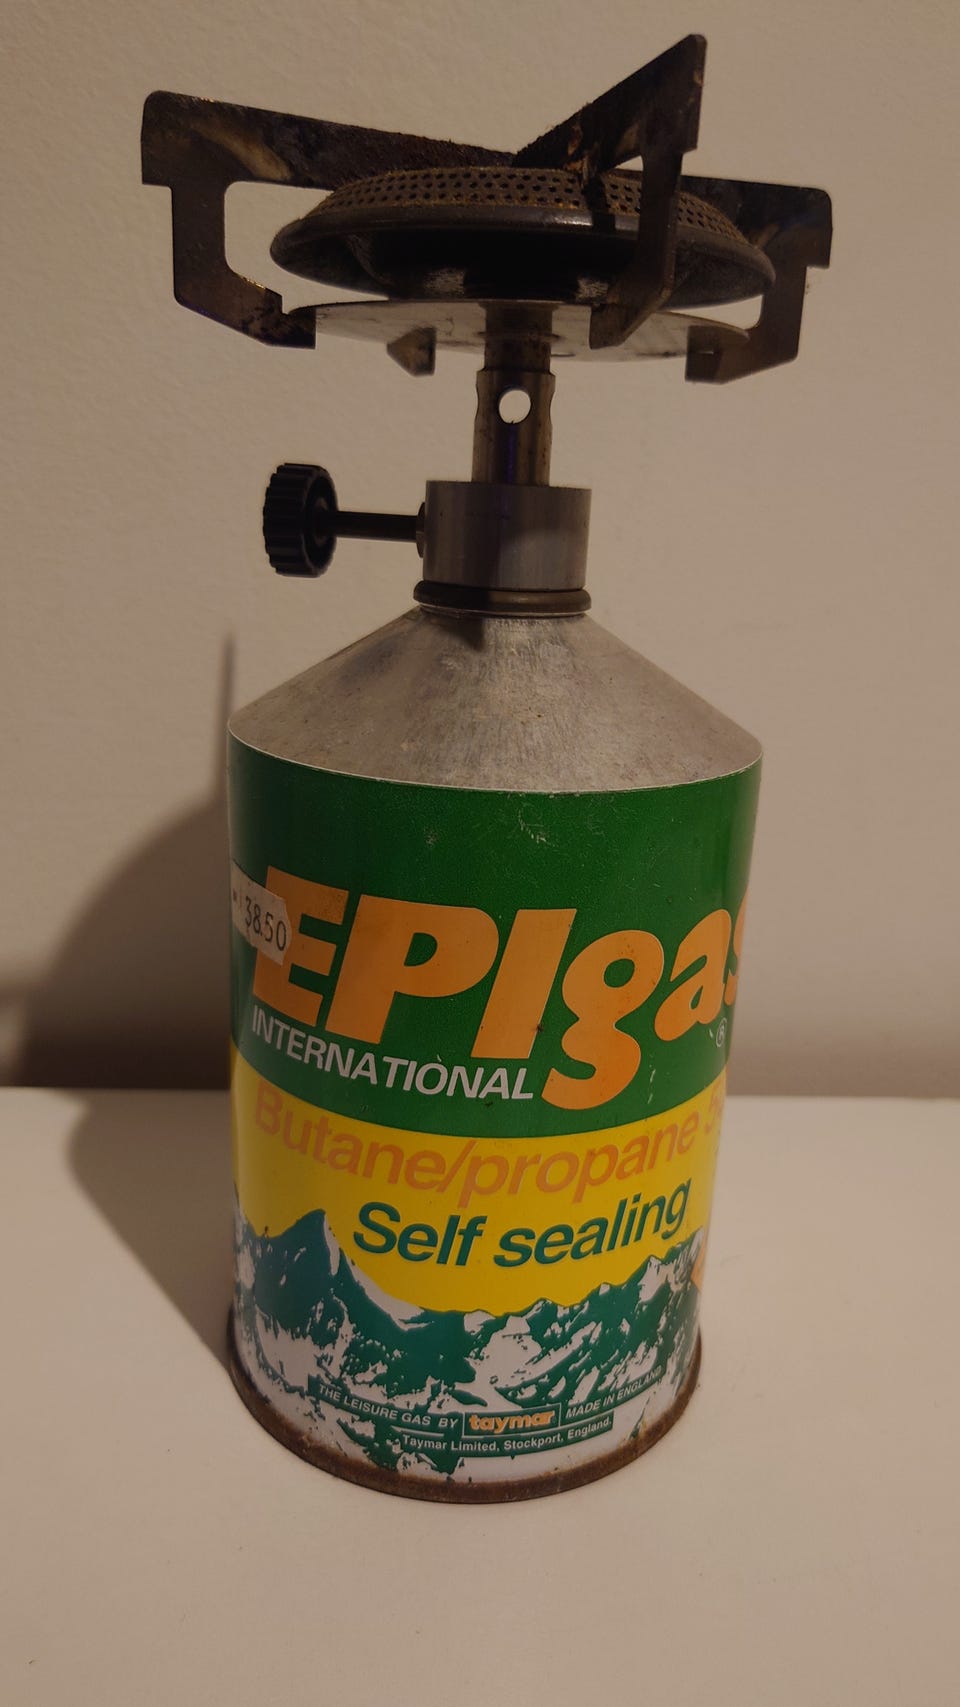 38.50
EPIgas
®
INTERNATIONAL
Butane/propane
Self sealing
THE LEISURE GAS BY taymar MADE IN ENGLAND
Taymar Limited, Stockport, England.